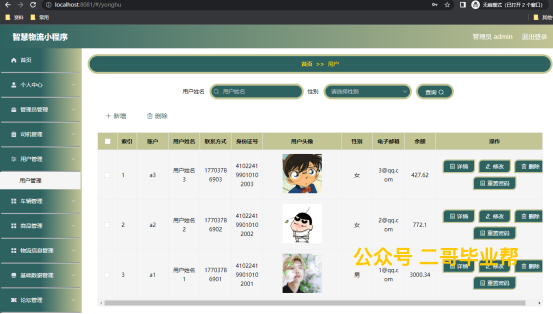 localhost:8081/#/yonghu
无痕模式（已打开 2 个窗口）
资料 常用
其他
智慧物流小程序
管理员 admin 退出登录
首页
个人中心
管理员管理
司机管理
用户管理
用户管理
车辆管理
商品管理
物流信息管理
基础数据管理
论坛管理
首页 >> 用户
用户姓名 用户姓名 性别 请选择性别 查询
新增 删除
索引 账户 用户姓名 联系方式 身份证号 用户头像 性别 电子邮箱 余额 操作
1 a3 用户姓名3 17703786903 410224199010102003 女 3@qq.com 427.62 详情 修改 删除 重置密码
2 a2 用户姓名2 17703786902 410224199010102002 女 2@qq.com 772.1 详情 修改 删除 重置密码
3 a1 用户姓名1 17703786901 410224199010102001 男 1@qq.com 3000.34 详情 修改 删除 重置密码
公众号 二哥毕业帮